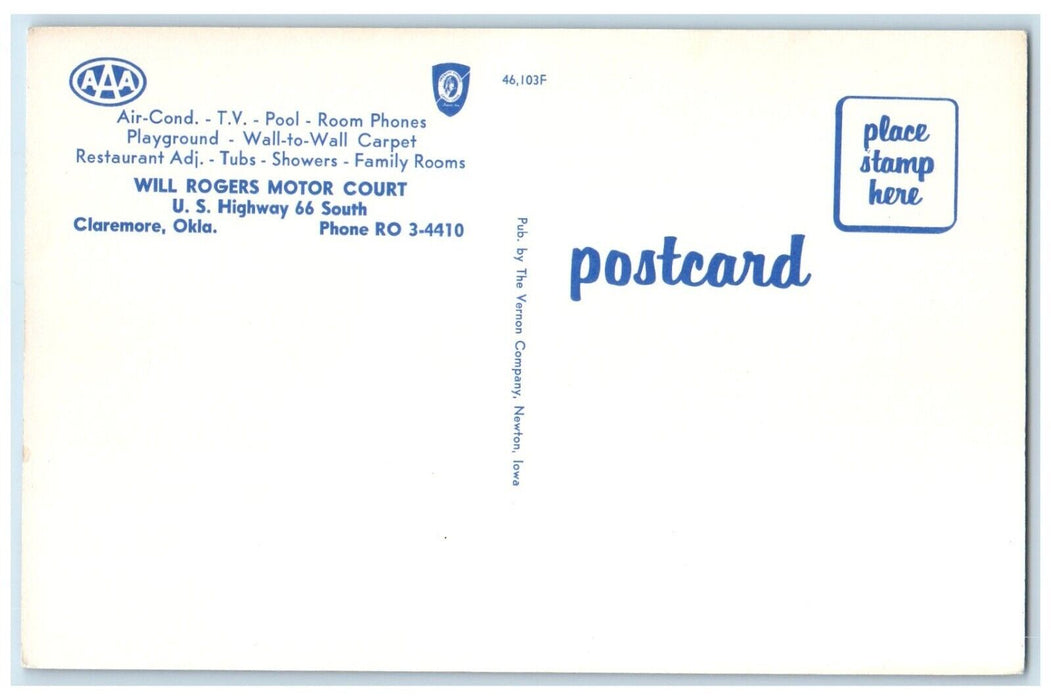 AAA
Air-Cond. - T.V. - Pool - Room Phones
Playground - Wall-to-Wall Carpet
Restaurant Adj. - Tubs - Showers - Family Rooms
WILL ROGERS MOTOR COURT
U. S. Highway 66 South
Claremore, Okla. Phone RO 3-4410
46,103F
Pub. by The Vernon Company, Newton, Iowa
postcard
place
stamp
here